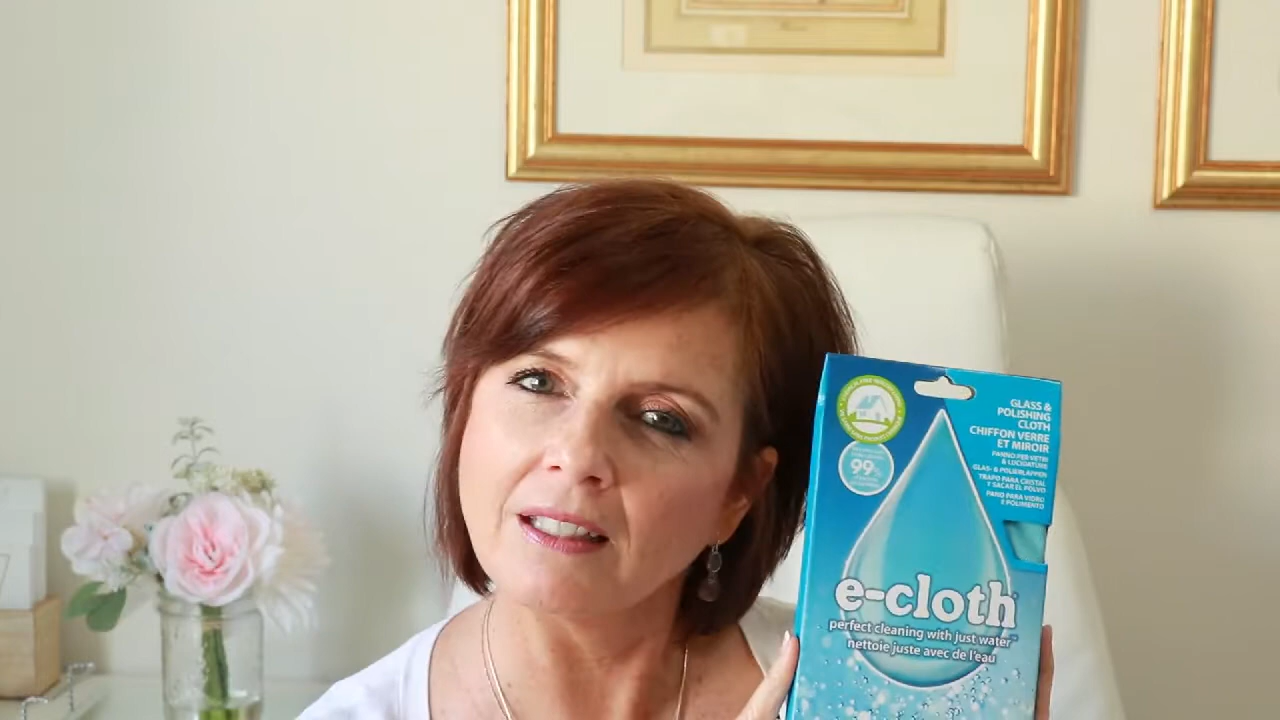 GLASS &
POLISHING
CLOTH
CHIFFON VERRE
ET MIROIR
PANNO PER VETRI
& LUCIDATURE
GLAS- & POLIERLAPPEN
TRAPO PARA CRISTAL
Y SACAR EL POLVO
PANO PARA VIDRO
E POLIMENTO
99%
e-cloth
perfect cleaning with just water™
nettoie juste avec de l'eau